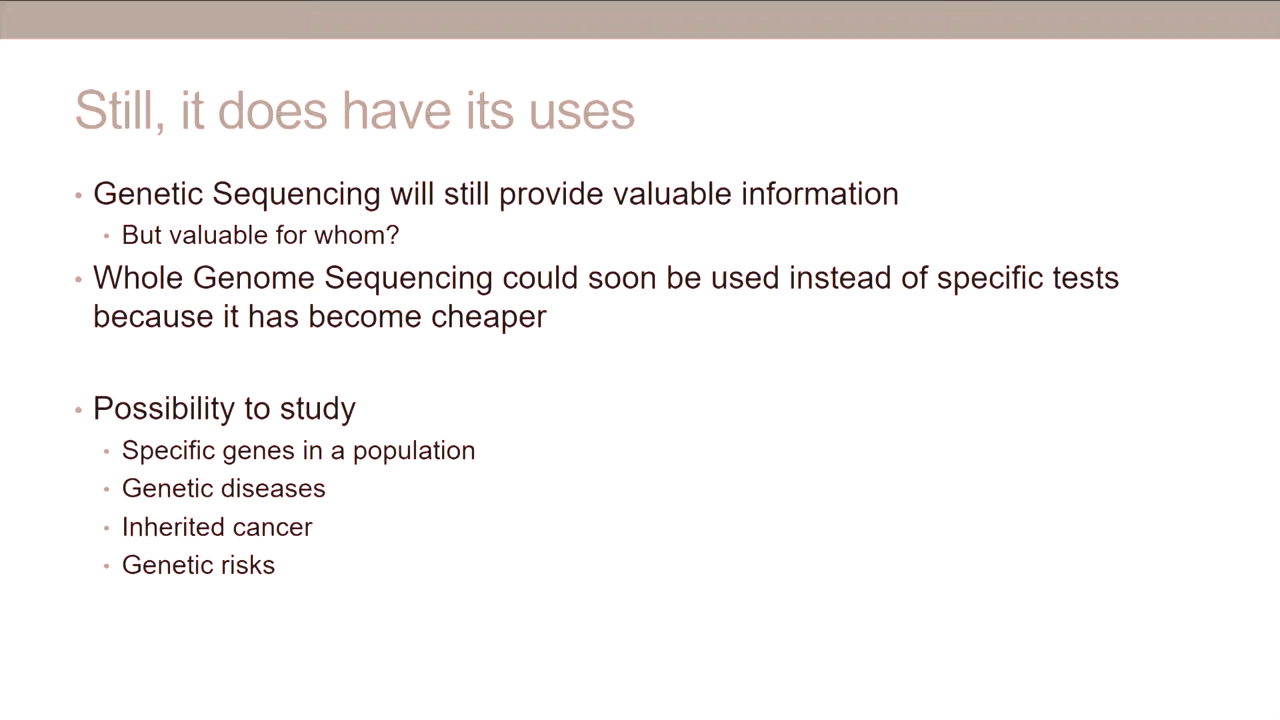 Still, it does have its uses
• Genetic Sequencing will still provide valuable information
• But valuable for whom?
• Whole Genome Sequencing could soon be used instead of specific tests
because it has become cheaper
• Possibility to study
• Specific genes in a population
• Genetic diseases
• Inherited cancer
• Genetic risks